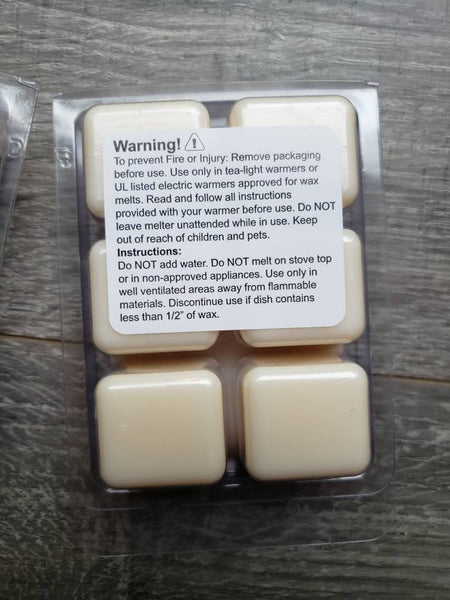 Warning!
To prevent Fire or Injury: Remove packaging
before use. Use only in tea-light warmers or
UL listed electric warmers approved for wax
melts. Read and follow all instructions
provided with your warmer before use. Do NOT
leave melter unattended while in use. Keep
out of reach of children and pets.
Instructions:
Do NOT add water. Do NOT melt on stove top
or in non-approved appliances. Use only in
well ventilated areas away from flammable
materials. Discontinue use if dish contains
less than 1/2" of wax.